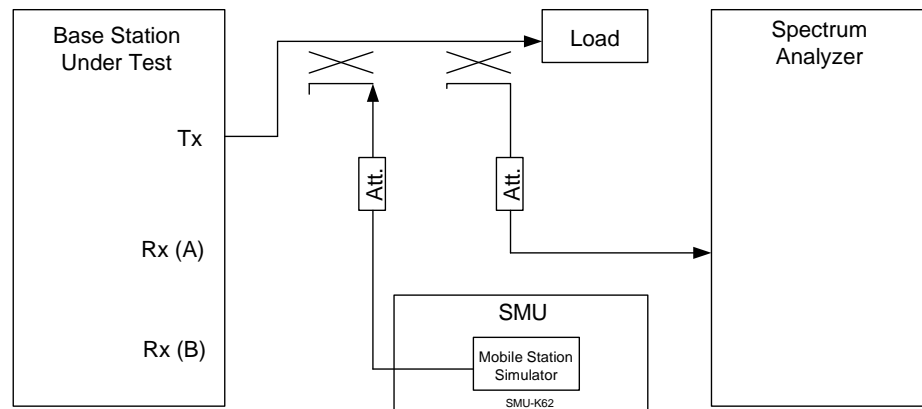 Base Station
Under Test
Tx
Rx (A)
Rx (B)
Load
Att.
Att.
SMU
Mobile Station
Simulator
SMU-K62
Spectrum
Analyzer